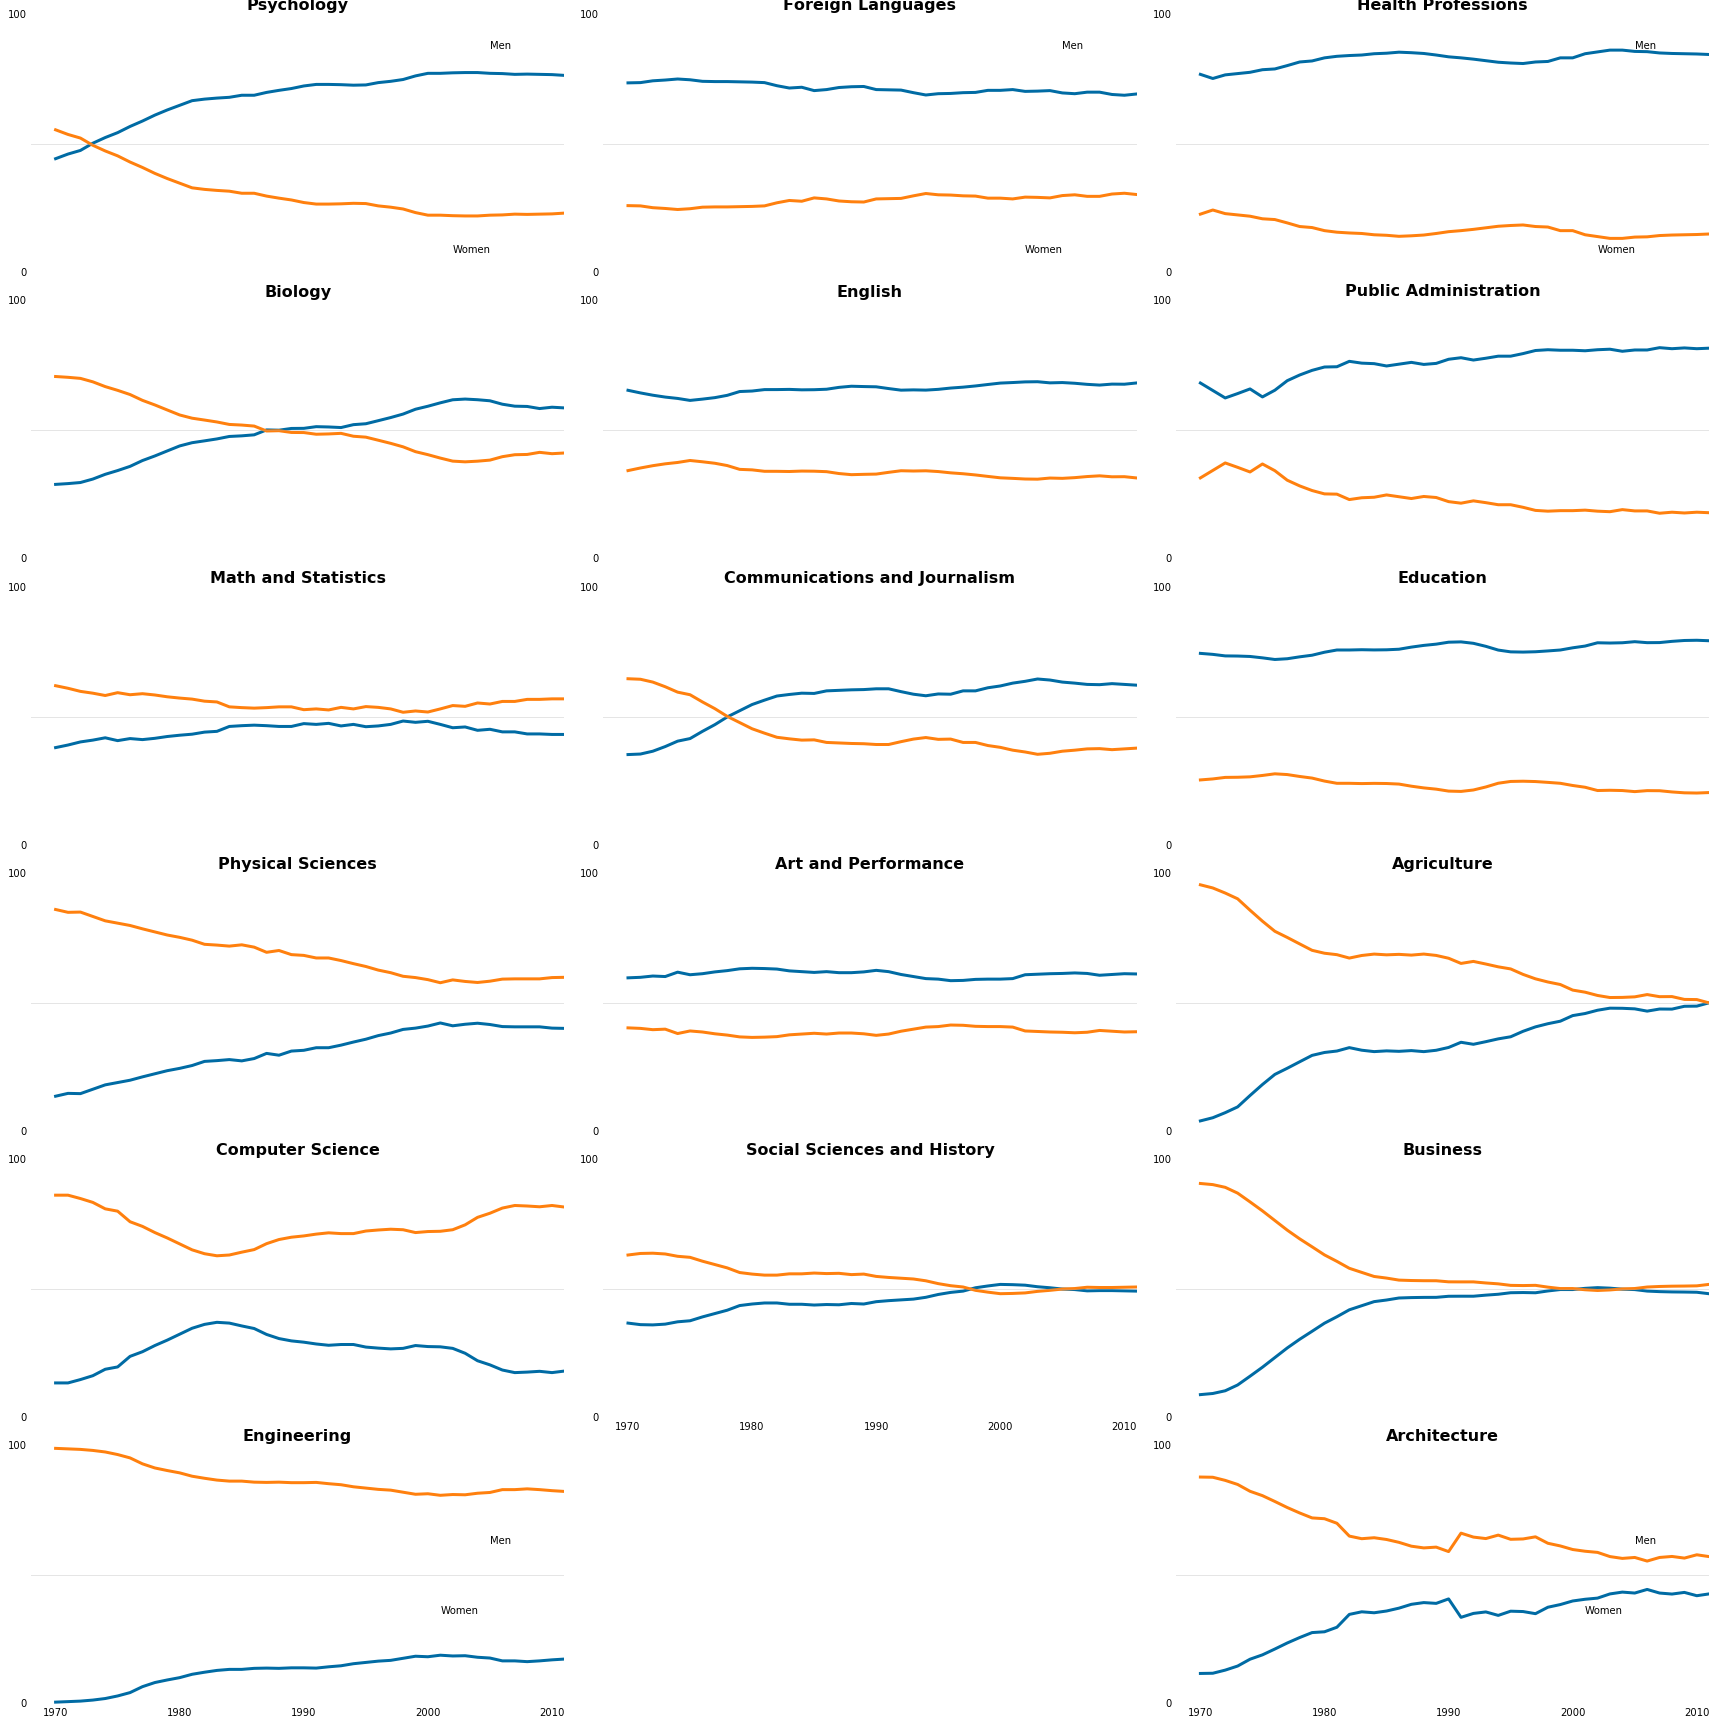 Psychology
Foreign Languages
Health Professions
100
100
100
Men
Men
Men
Women
Women
Women
0
0
0
Biology
English
Public Administration
100
100
100
0
0
0
Math and Statistics
Communications and Journalism
Education
100
100
100
0
0
0
Physical Sciences
Art and Performance
Agriculture
100
100
100
0
0
0
Computer Science
Social Sciences and History
Business
100
100
100
0
0
0
1970 1980 1990 2000 2010
Engineering
Architecture
100
100
Men
Men
Women
Women
0
0
1970 1980 1990 2000 2010
1970 1980 1990 2000 2010